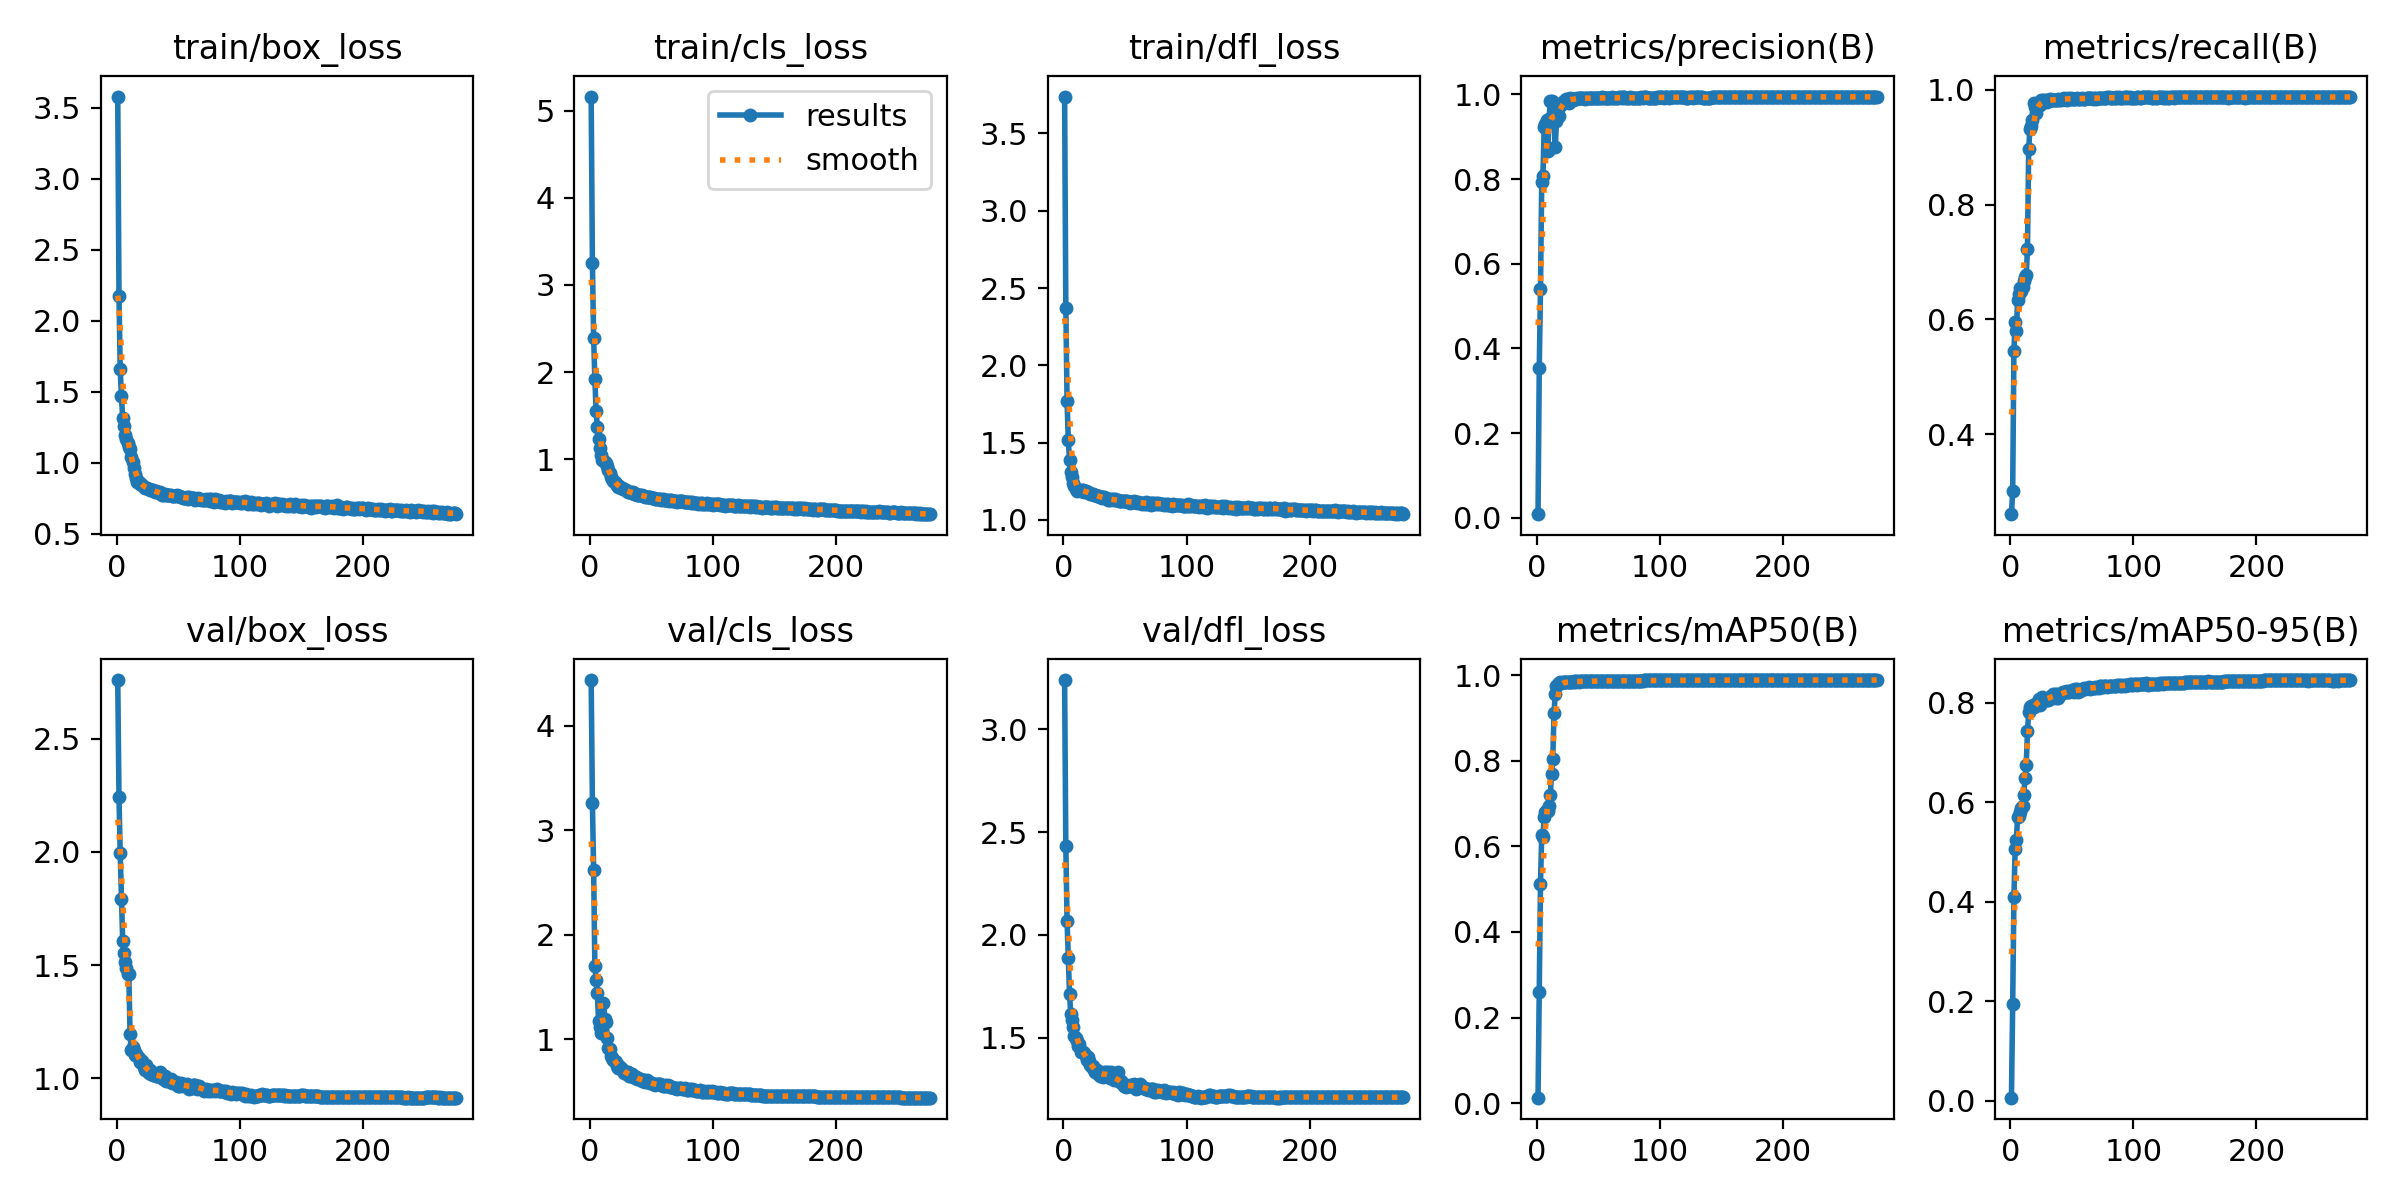 train/box_loss
3.5
3.0
2.5
2.0
1.5
1.0
0.5
0 100 200
train/cls_loss
results
smooth
5
4
3
2
1
0 100 200
train/dfl_loss
3.5
3.0
2.5
2.0
1.5
1.0
0 100 200
metrics/precision(B)
1.0
0.8
0.6
0.4
0.2
0.0
0 100 200
metrics/recall(B)
1.0
0.8
0.6
0.4
0 100 200
val/box_loss
2.5
2.0
1.5
1.0
0 100 200
val/cls_loss
4
3
2
1
0 100 200
val/dfl_loss
3.0
2.5
2.0
1.5
0 100 200
metrics/mAP50(B)
1.0
0.8
0.6
0.4
0.2
0.0
0 100 200
metrics/mAP50-95(B)
0.8
0.6
0.4
0.2
0.0
0 100 200